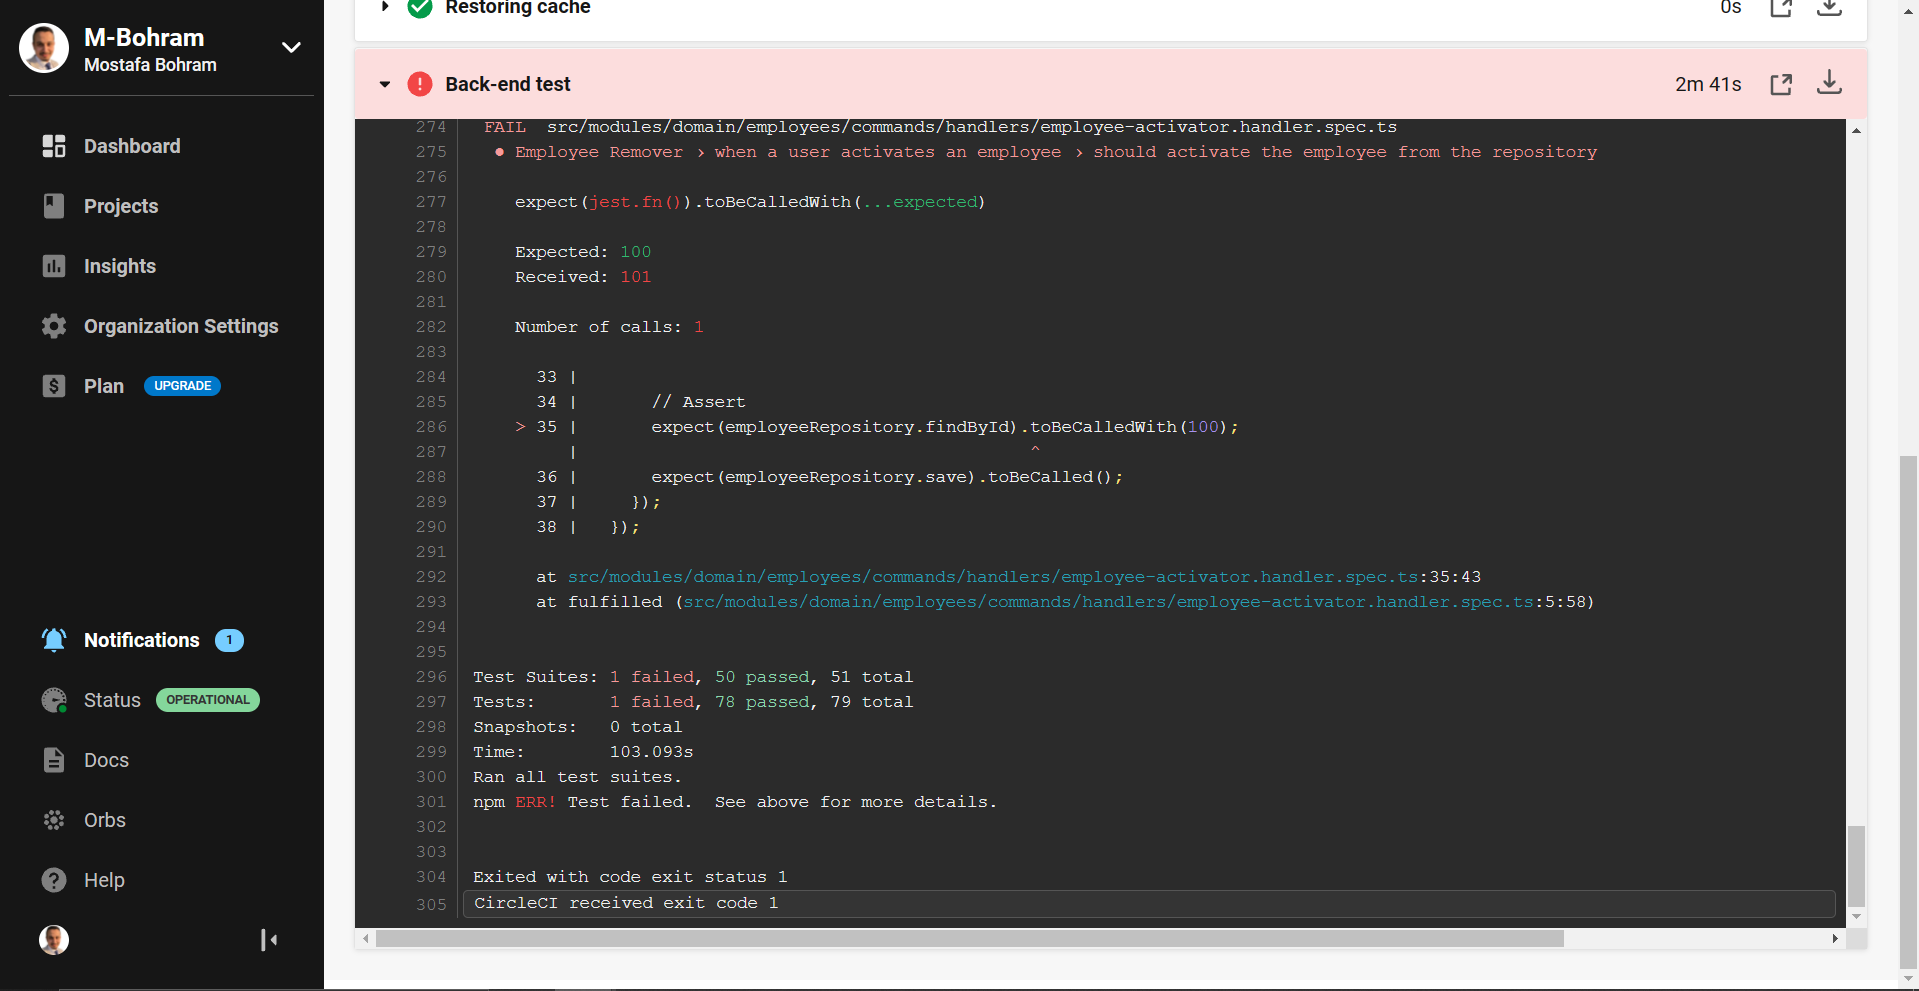 M-Bohram
Mostafa Bohram
Dashboard
Projects
Insights
Organization Settings
Plan UPGRADE
Notifications 1
Status OPERATIONAL
Docs
Orbs
Help
Restoring cache 0s
Back-end test 2m 41s
274 FAIL src/modules/domain/employees/commands/handlers/employee-activator.handler.spec.ts
275 ● Employee Remover › when a user activates an employee › should activate the employee from the repository
276
277 expect(jest.fn()).toBeCalledWith(...expected)
278
279 Expected: 100
280 Received: 101
281
282 Number of calls: 1
283
284 33 |
285 34 | // Assert
286 > 35 | expect(employeeRepository.findById).toBeCalledWith(100);
287 | ^
288 36 | expect(employeeRepository.save).toBeCalled();
289 37 | });
290 38 | });
291
292 at src/modules/domain/employees/commands/handlers/employee-activator.handler.spec.ts:35:43
293 at fulfilled (src/modules/domain/employees/commands/handlers/employee-activator.handler.spec.ts:5:58)
294
295
296 Test Suites: 1 failed, 50 passed, 51 total
297 Tests: 1 failed, 78 passed, 79 total
298 Snapshots: 0 total
299 Time: 103.093s
300 Ran all test suites.
301 npm ERR! Test failed. See above for more details.
302
303
304 Exited with code exit status 1
305 CircleCI received exit code 1